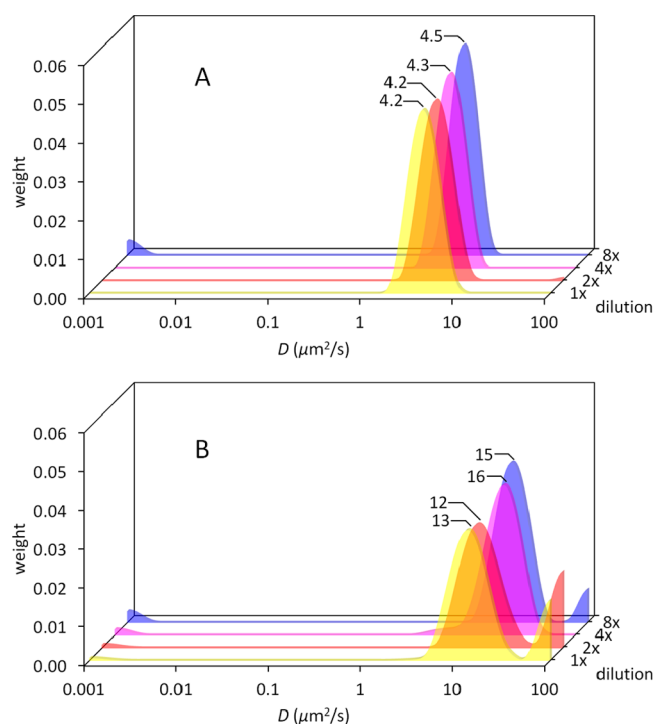 A
4.5
4.3
4.2
4.2
0.06
0.05
0.04
0.03
0.02
0.01
0.00
weight
8x
4x
2x
1x
dilution
0.001 0.01 0.1 1 10 100
D (μm²/s)
B
15
16
12
13
0.06
0.05
0.04
0.03
0.02
0.01
0.00
weight
8x
4x
2x
1x
dilution
0.001 0.01 0.1 1 10 100
D (μm²/s)